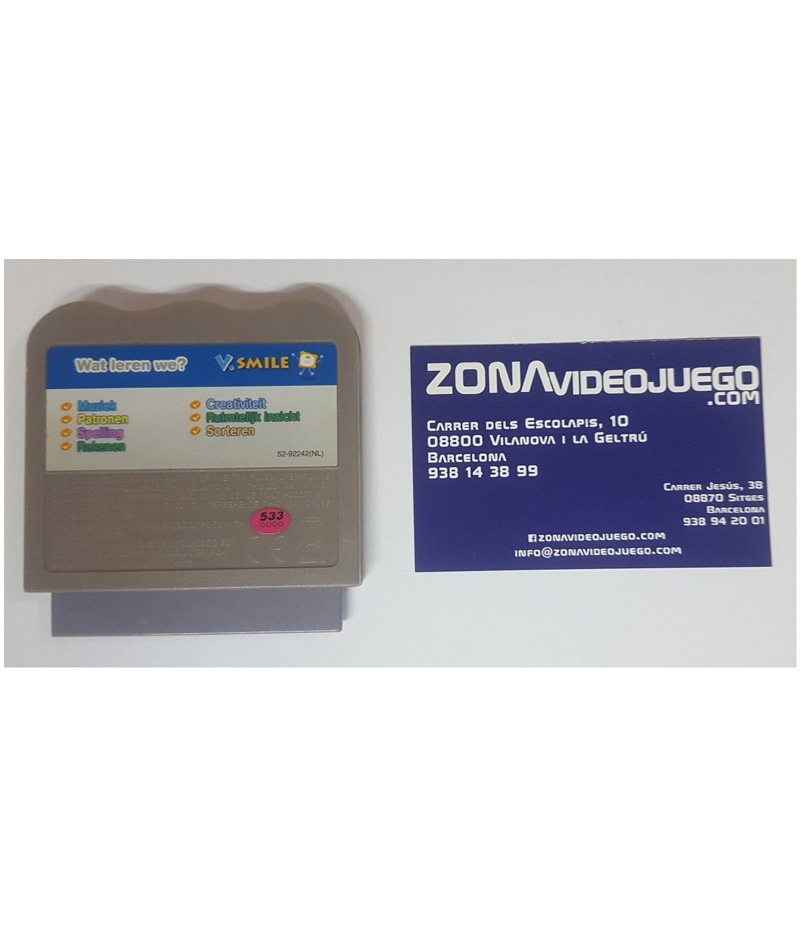 Wat leren we?
V.SMILE
Muziek
Patronen
Spelling
Rekenen
Creativiteit
Ruimtelijk inzicht
Sorteren
52-92242(NL)
533
0000
ZONAVIDEOJUEGO
.COM
CARRER DELS ESCOLAPIS, 10
08800 VILANOVA I LA GELTRÚ
BARCELONA
938 14 38 99
CARRER JESÚS, 38
08870 SITGES
BARCELONA
938 94 20 01
ZONAVIDEOJUEGO.COM
INFO@ZONAVIDEOJUEGO.COM